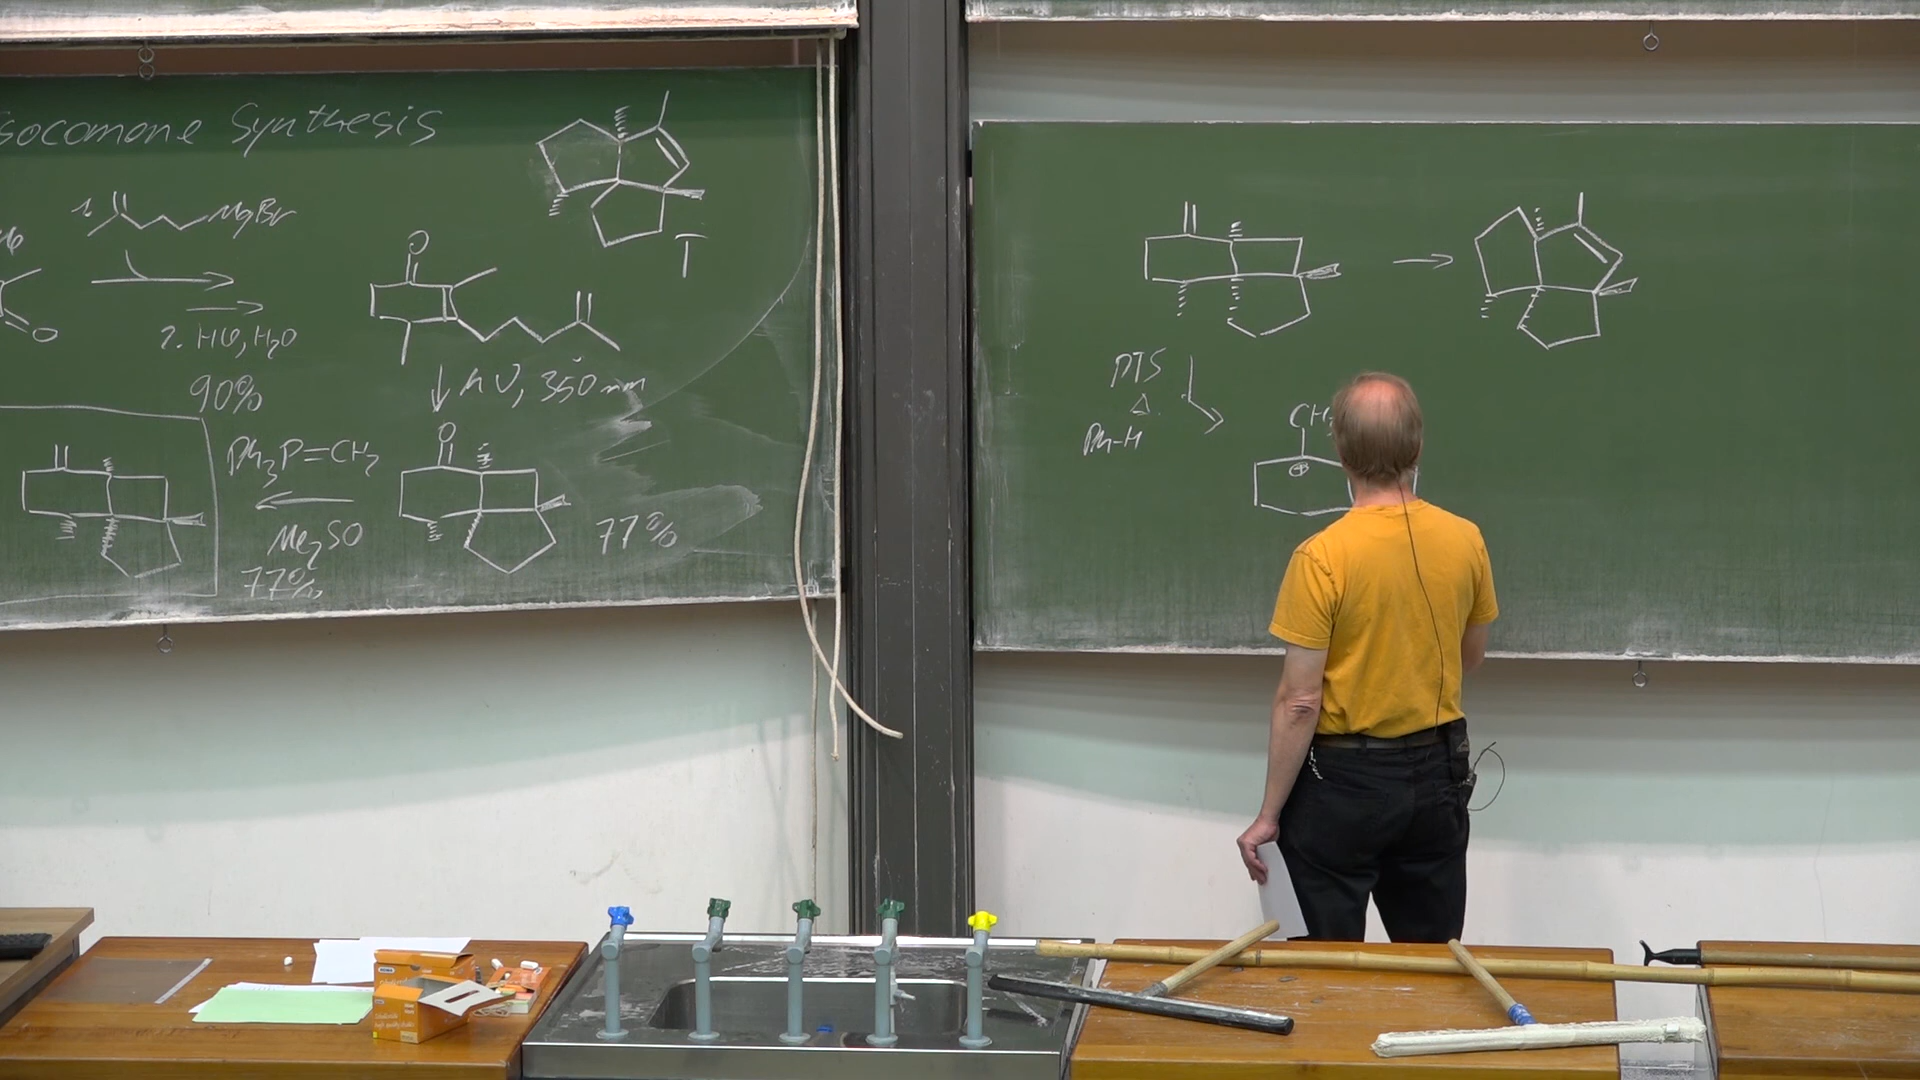 socomone Synthesis
1. MgBr
O
2. HCl, H2O
90%
O
T
hν, 350 nm
Ph3P=CH2
Me2SO
77%
O
77%
PTS
Δ
Ph-H
CH
⊕